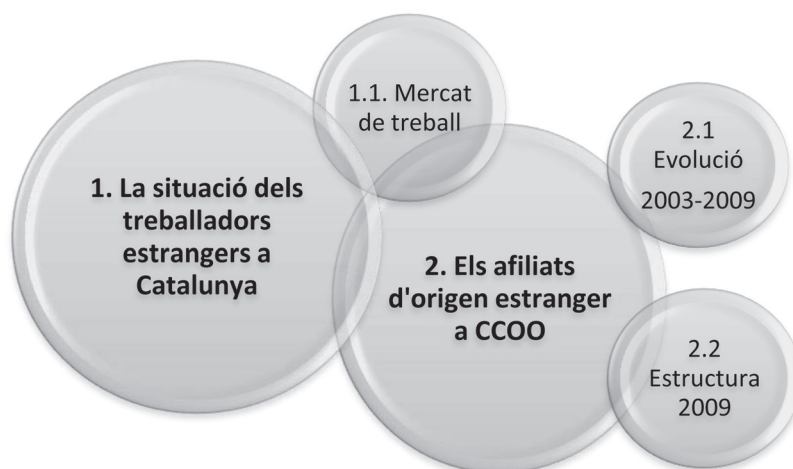 1. La situació dels
treballadors
estrangers a
Catalunya
1.1. Mercat
de treball
2. Els afiliats
d'origen estranger
a CCOO
2.1
Evolució
2003-2009
2.2
Estructura
2009